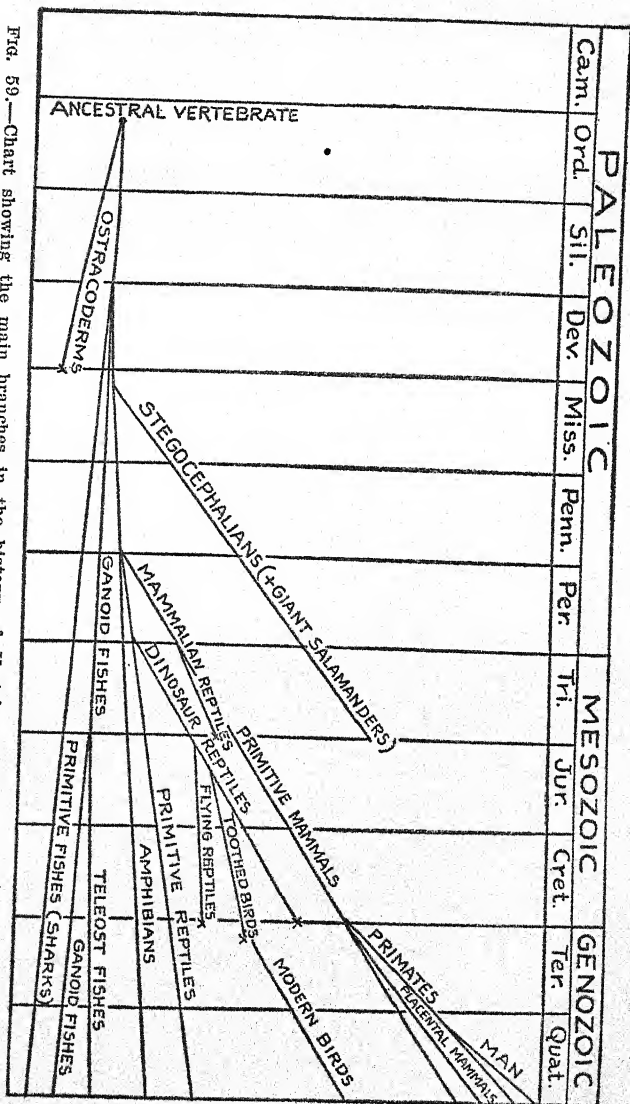 PALEOZOIC
MESOZOIC
GENOZOIC
Cam.
Ord.
Sil.
Dev.
Miss.
Penn.
Per.
Tri.
Jur.
Cret.
Ter.
Quat.
ANCESTRAL VERTEBRATE
OSTRACODERMS
STEGOCEPHALIANS (+GIANT SALAMANDERS)
MAMMALIAN REPTILES
PRIMITIVE MAMMALS
PRIMATES
MAN
PLACENTAL MAMMALS
DINOSAUR REPTILES
TOOTHED BIRDS
MODERN BIRDS
FLYING REPTILES
PRIMITIVE REPTILES
AMPHIBIANS
GANOID FISHES
TELEOST FISHES
GANOID FISHES
PRIMITIVE FISHES (SHARKS)
FIG. 59.—Chart showing the main branches in the history